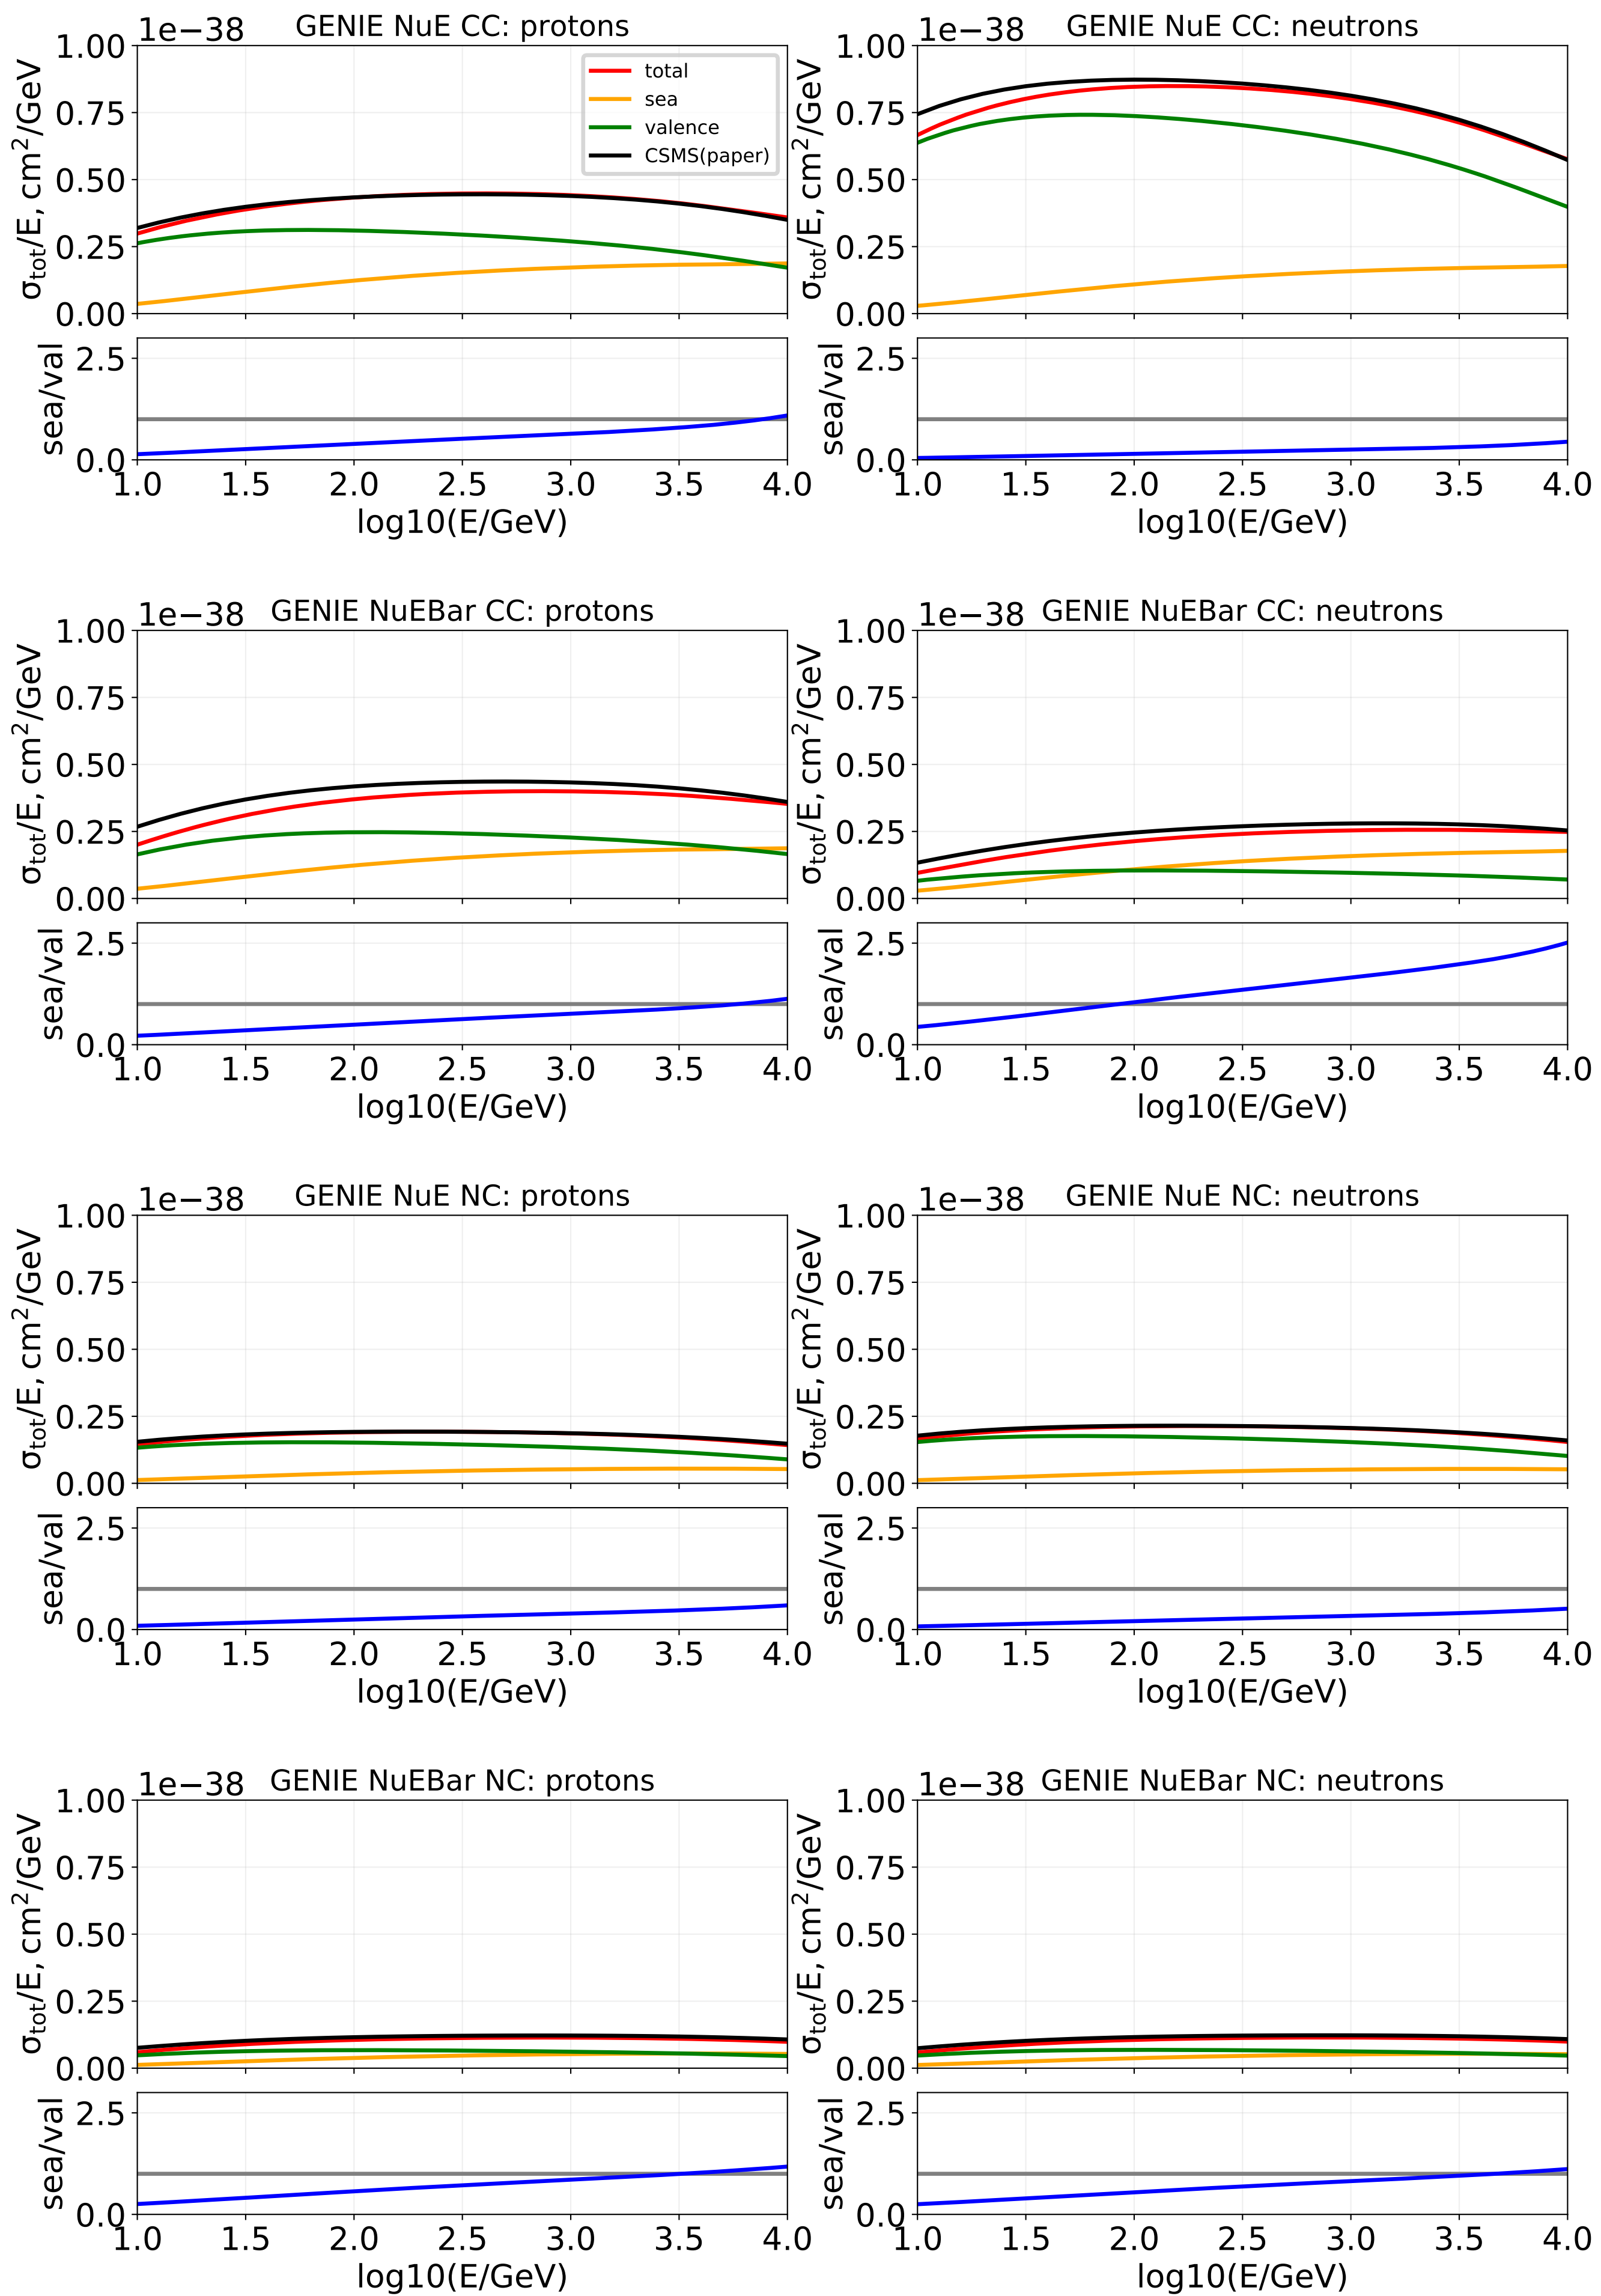 1e−38 GENIE NuE CC: protons
σtot/E, cm²/GeV
1.00
0.75
0.50
0.25
0.00
total
sea
valence
CSMS(paper)
sea/val
2.5
0.0
1.0 1.5 2.0 2.5 3.0 3.5 4.0
log10(E/GeV)
1e−38 GENIE NuE CC: neutrons
σtot/E, cm²/GeV
1.00
0.75
0.50
0.25
0.00
sea/val
2.5
0.0
1.0 1.5 2.0 2.5 3.0 3.5 4.0
log10(E/GeV)
1e−38 GENIE NuEBar CC: protons
σtot/E, cm²/GeV
1.00
0.75
0.50
0.25
0.00
sea/val
2.5
0.0
1.0 1.5 2.0 2.5 3.0 3.5 4.0
log10(E/GeV)
1e−38 GENIE NuEBar CC: neutrons
σtot/E, cm²/GeV
1.00
0.75
0.50
0.25
0.00
sea/val
2.5
0.0
1.0 1.5 2.0 2.5 3.0 3.5 4.0
log10(E/GeV)
1e−38 GENIE NuE NC: protons
σtot/E, cm²/GeV
1.00
0.75
0.50
0.25
0.00
sea/val
2.5
0.0
1.0 1.5 2.0 2.5 3.0 3.5 4.0
log10(E/GeV)
1e−38 GENIE NuE NC: neutrons
σtot/E, cm²/GeV
1.00
0.75
0.50
0.25
0.00
sea/val
2.5
0.0
1.0 1.5 2.0 2.5 3.0 3.5 4.0
log10(E/GeV)
1e−38 GENIE NuEBar NC: protons
σtot/E, cm²/GeV
1.00
0.75
0.50
0.25
0.00
sea/val
2.5
0.0
1.0 1.5 2.0 2.5 3.0 3.5 4.0
log10(E/GeV)
1e−38 GENIE NuEBar NC: neutrons
σtot/E, cm²/GeV
1.00
0.75
0.50
0.25
0.00
sea/val
2.5
0.0
1.0 1.5 2.0 2.5 3.0 3.5 4.0
log10(E/GeV)